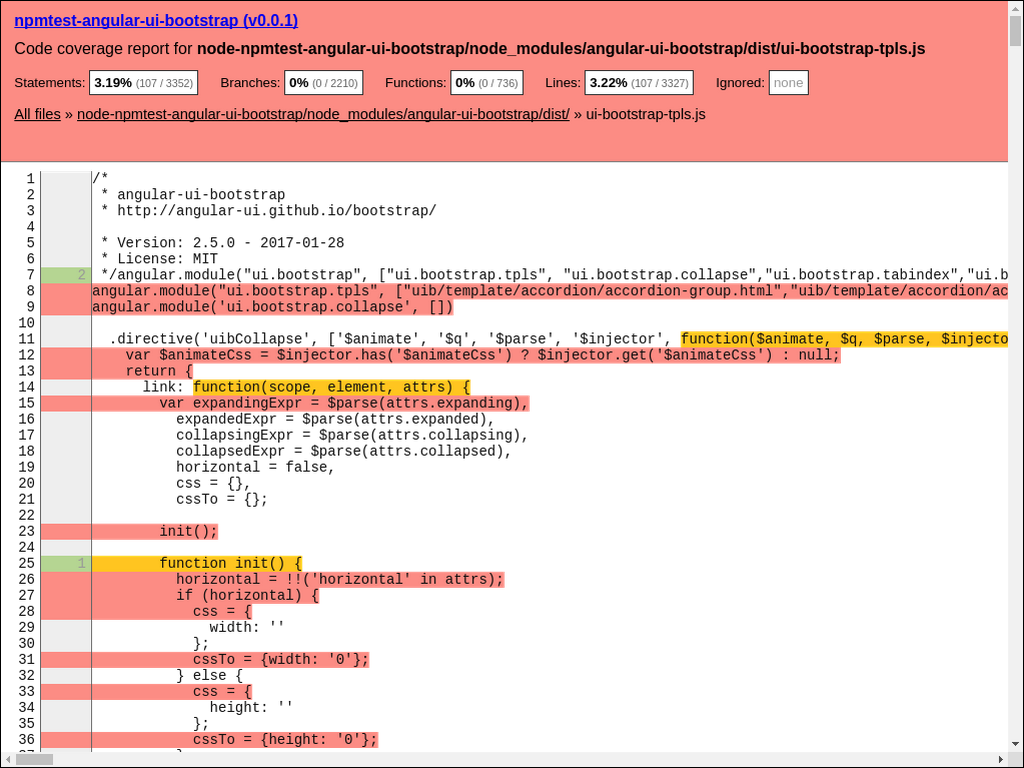 npmtest-angular-ui-bootstrap (v0.0.1)
Code coverage report for node-npmtest-angular-ui-bootstrap/node_modules/angular-ui-bootstrap/dist/ui-bootstrap-tpls.js
Statements: 3.19% (107 / 3352) Branches: 0% (0 / 2210) Functions: 0% (0 / 736) Lines: 3.22% (107 / 3327) Ignored: none
All files » node-npmtest-angular-ui-bootstrap/node_modules/angular-ui-bootstrap/dist/ » ui-bootstrap-tpls.js
1 /*
2  * angular-ui-bootstrap
3  * http://angular-ui.github.io/bootstrap/
4
5  * Version: 2.5.0 - 2017-01-28
6  * License: MIT
7 2  */angular.module("ui.bootstrap", ["ui.bootstrap.tpls", "ui.bootstrap.collapse","ui.bootstrap.tabindex","ui.b
8 angular.module("ui.bootstrap.tpls", ["uib/template/accordion/accordion-group.html","uib/template/accordion/ac
9 angular.module('ui.bootstrap.collapse', [])
10
11   .directive('uibCollapse', ['$animate', '$q', '$parse', '$injector', function($animate, $q, $parse, $injecto
12     var $animateCss = $injector.has('$animateCss') ? $injector.get('$animateCss') : null;
13     return {
14       link: function(scope, element, attrs) {
15         var expandingExpr = $parse(attrs.expanding),
16           expandedExpr = $parse(attrs.expanded),
17           collapsingExpr = $parse(attrs.collapsing),
18           collapsedExpr = $parse(attrs.collapsed),
19           horizontal = false,
20           css = {},
21           cssTo = {};
22
23         init();
24
25 1         function init() {
26           horizontal = !!('horizontal' in attrs);
27           if (horizontal) {
28             css = {
29               width: ''
30             };
31             cssTo = {width: '0'};
32           } else {
33             css = {
34               height: ''
35             };
36             cssTo = {height: '0'};